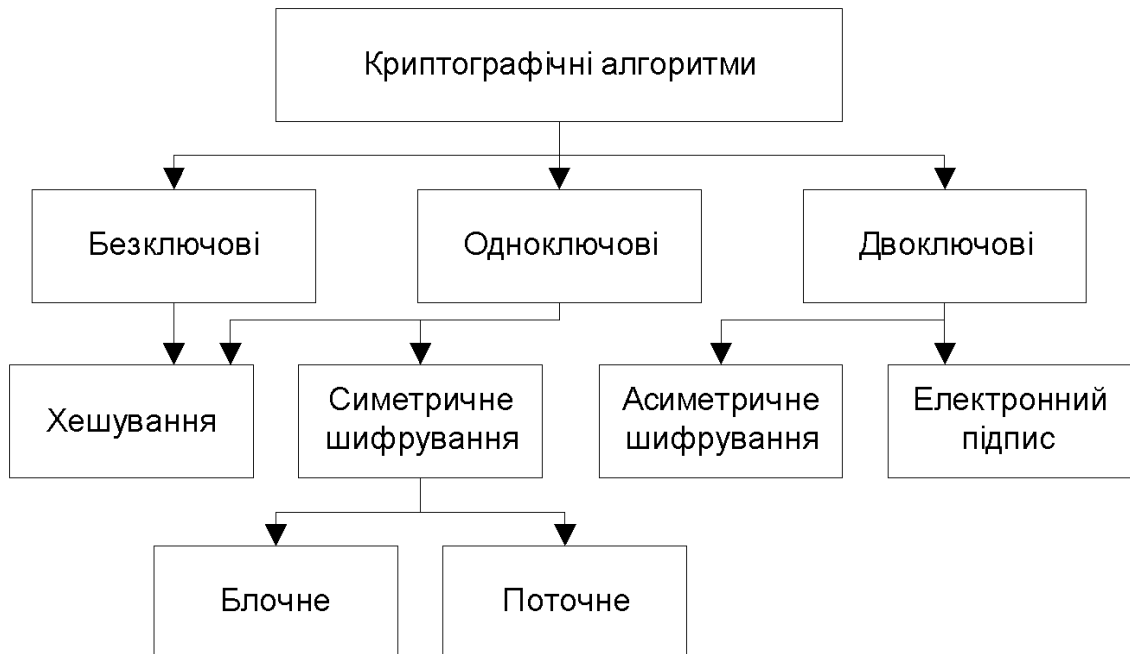 Криптографічні алгоритми
Безключові
Одноключові
Двоключові
Хешування
Симетричне
шифрування
Асиметричне
шифрування
Електронний
підпис
Блочне
Поточне